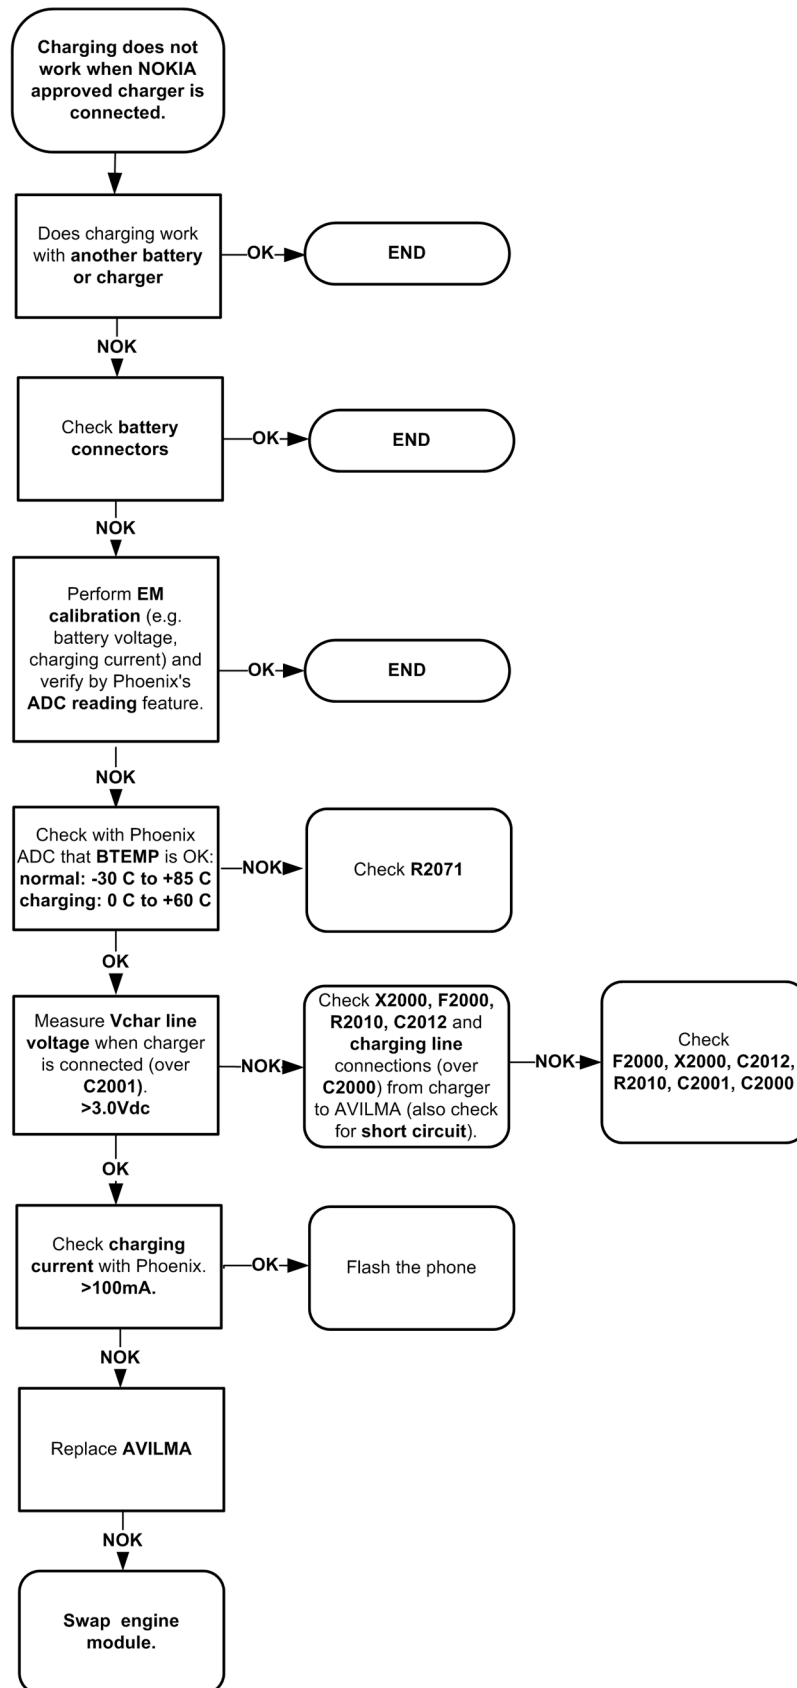 Charging does not
work when NOKIA
approved charger is
connected.
Does charging work
with another battery
or charger
OK
END
NOK
Check battery
connectors
OK
END
NOK
Perform EM
calibration (e.g.
battery voltage,
charging current) and
verify by Phoenix's
ADC reading feature.
OK
END
NOK
Check with Phoenix
ADC that BTEMP is OK:
normal: -30 C to +85 C
charging: 0 C to +60 C
NOK
Check R2071
OK
Measure Vchar line
voltage when charger
is connected (over
C2001).
>3.0Vdc
NOK
Check X2000, F2000,
R2010, C2012 and
charging line
connections (over
C2000) from charger
to AVILMA (also check
for short circuit).
NOK
Check
F2000, X2000, C2012,
R2010, C2001, C2000
OK
Check charging
current with Phoenix.
>100mA.
OK
Flash the phone
NOK
Replace AVILMA
NOK
Swap engine
module.